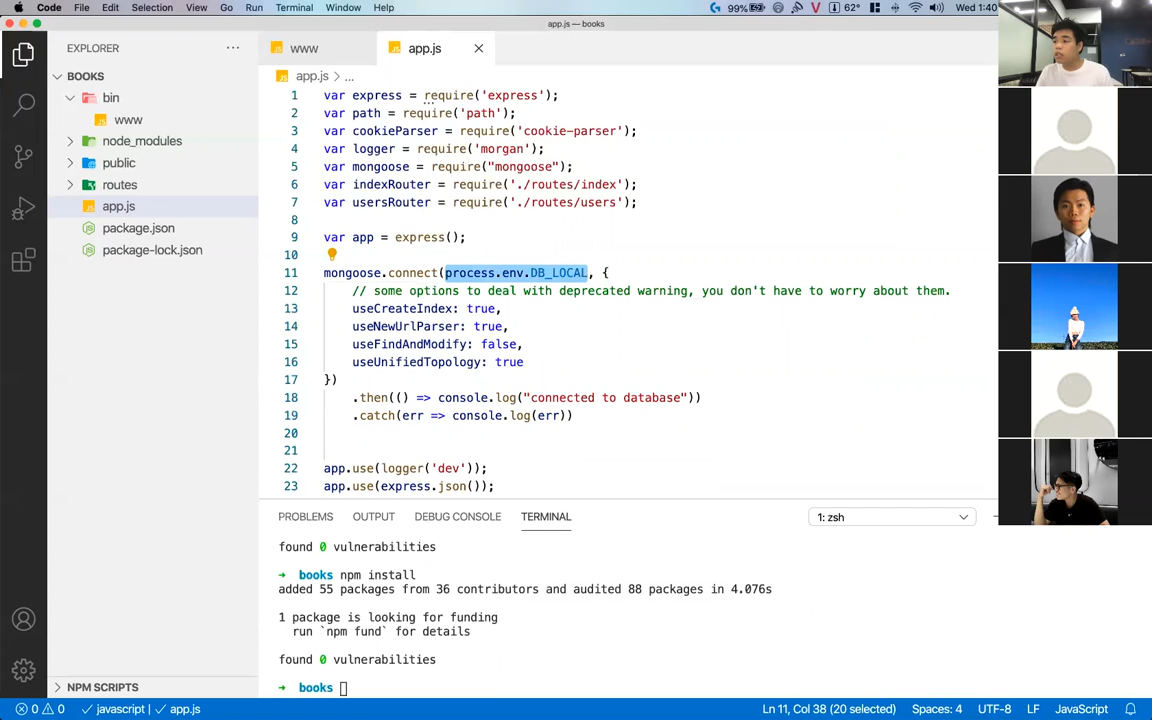 Code File Edit Selection View Go Run Terminal Window Help 99% 62° Wed 1:40
app.js — books
EXPLORER
www
app.js
BOOKS
bin
www
node_modules
public
routes
app.js
package.json
package-lock.json
NPM SCRIPTS
app.js > ...
1 var express = require('express');
2 var path = require('path');
3 var cookieParser = require('cookie-parser');
4 var logger = require('morgan');
5 var mongoose = require("mongoose");
6 var indexRouter = require('./routes/index');
7 var usersRouter = require('./routes/users');
8
9 var app = express();
10
11 mongoose.connect(process.env.DB_LOCAL, {
12 // some options to deal with deprecated warning, you don't have to worry about them.
13 useCreateIndex: true,
14 useNewUrlParser: true,
15 useFindAndModify: false,
16 useUnifiedTopology: true
17 })
18 .then(() => console.log("connected to database"))
19 .catch(err => console.log(err))
20
21
22 app.use(logger('dev'));
23 app.use(express.json());
PROBLEMS OUTPUT DEBUG CONSOLE TERMINAL 1: zsh
found 0 vulnerabilities
→ books npm install
added 55 packages from 36 contributors and audited 88 packages in 4.076s
1 package is looking for funding
run `npm fund` for details
found 0 vulnerabilities
→ books
0 0 javascript | app.js Ln 11, Col 38 (20 selected) Spaces: 4 UTF-8 LF JavaScript